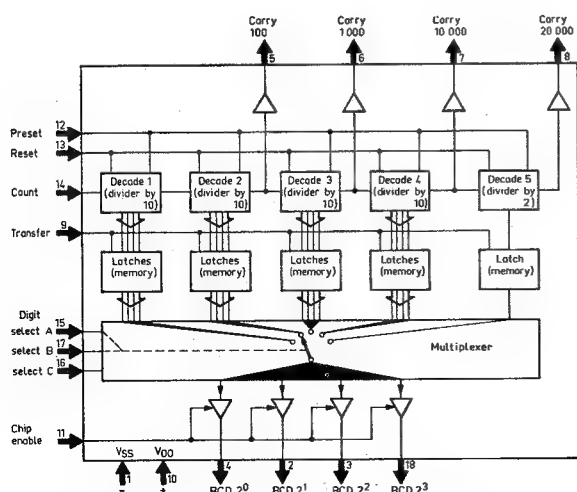 Carry 100
Carry 1 000
Carry 10 000
Carry 20 000
5
6
7
8
Preset 12
Reset 13
Count 14
Decade 1 (divider by 10)
Decade 2 (divider by 10)
Decade 3 (divider by 10)
Decade 4 (divider by 10)
Decade 5 (divider by 2)
Transfer 9
Latches (memory)
Latches (memory)
Latches (memory)
Latches (memory)
Latch (memory)
Digit
select A 15
select B 17
select C 16
Multiplexer
Chip enable 11
VSS
VDD
1
10
4
2
3
18
BCD 2⁰
BCD 2¹
BCD 2²
BCD 2³